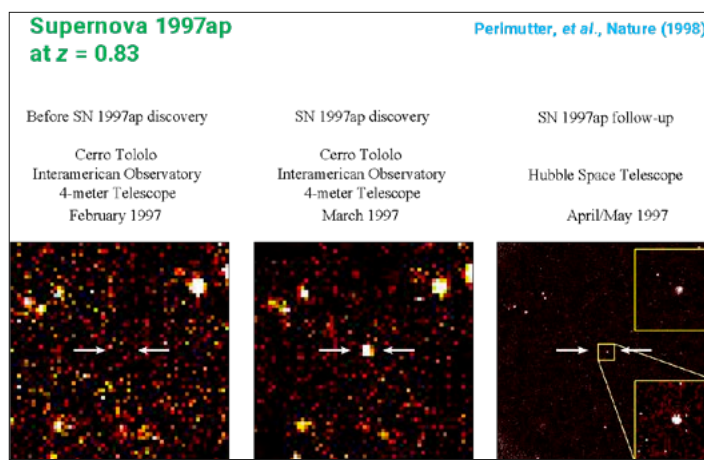 Supernova 1997ap
at z = 0.83
Perlmutter, et al., Nature (1998)
Before SN 1997ap discovery
Cerro Tololo
Interamerican Observatory
4-meter Telescope
February 1997
SN 1997ap discovery
Cerro Tololo
Interamerican Observatory
4-meter Telescope
March 1997
SN 1997ap follow-up
Hubble Space Telescope
April/May 1997